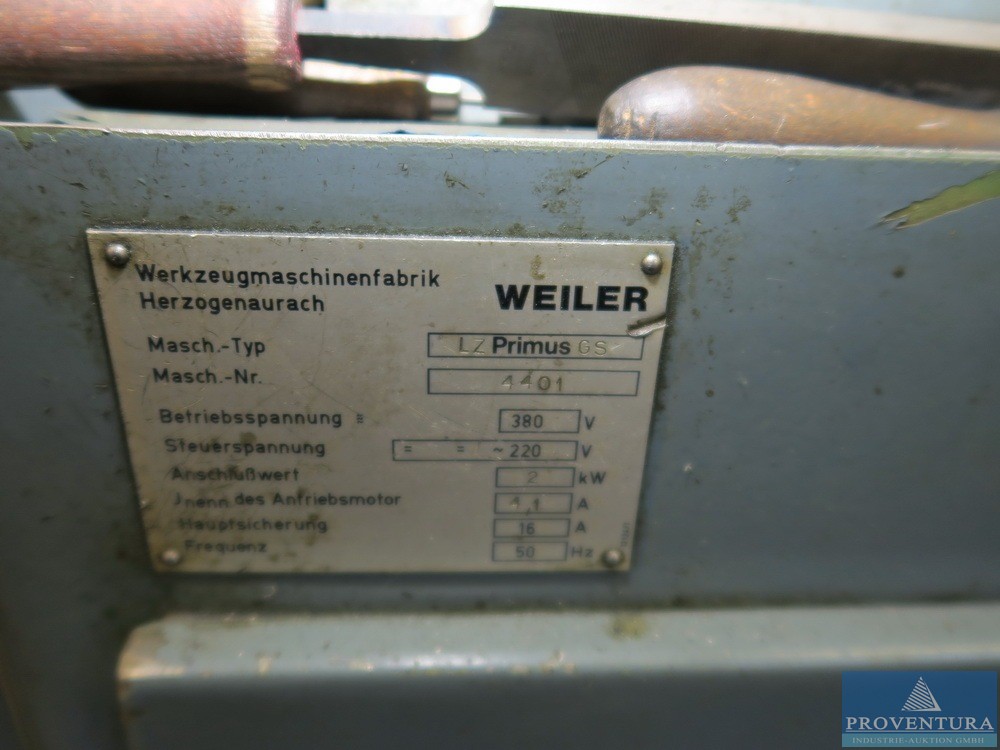 Werkzeugmaschinenfabrik
Herzogenaurach
WEILER
Masch.-Typ LZ Primus GS
Masch.-Nr. 4401
Betriebsspannung ≅ 380 V
Steuerspannung = = ~ 220 V
Anschlußwert 2 kW
Jnenn des Antriebsmotor 4,1 A
Hauptsicherung 16 A
Frequenz 50 Hz
PROVENTURA
INDUSTRIE-AUKTION GMBH